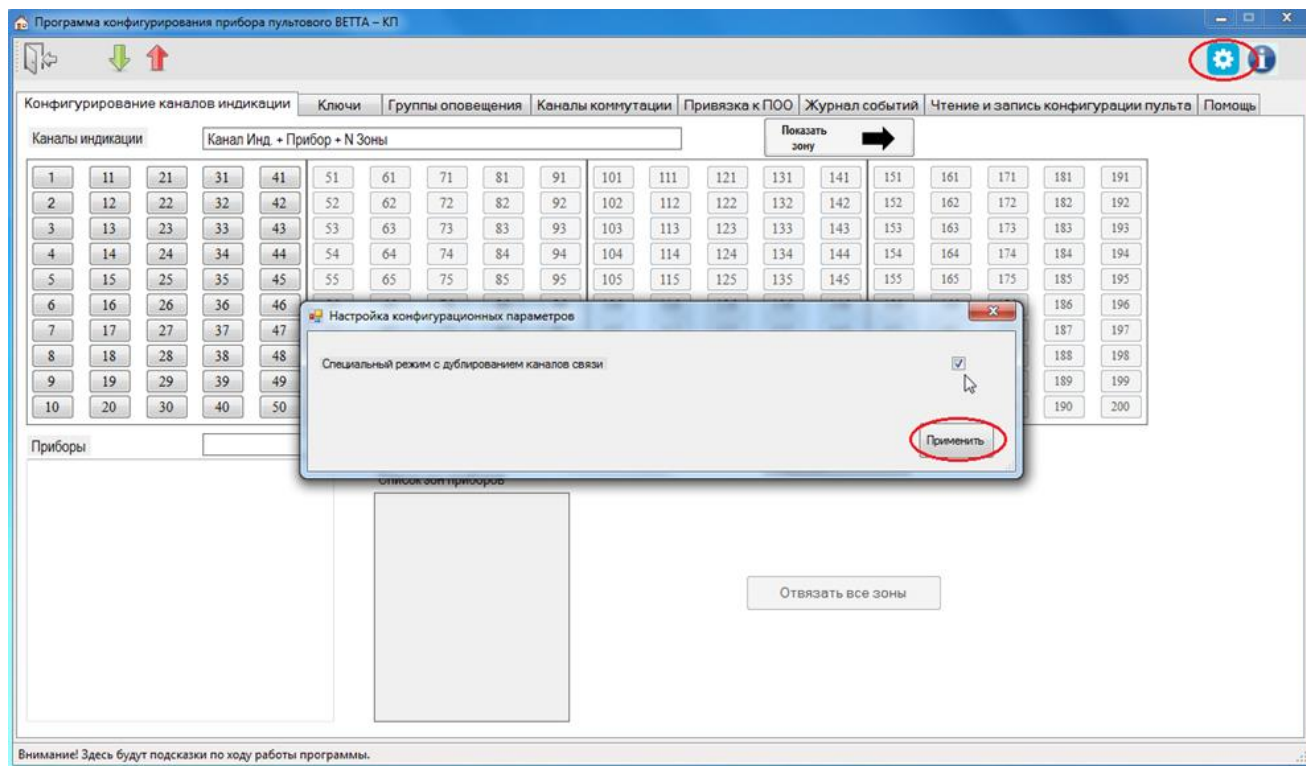 Программа конфигурирования прибора пультового ВЕТТА – КП
Конфигурирование каналов индикации Ключи Группы оповещения Каналы коммутации Привязка к ПОО Журнал событий Чтение и запись конфигурации пульта Помощь
Каналы индикации Канал Инд. + Прибор + N Зоны Показать зону
1 11 21 31 41 51 61 71 81 91 101 111 121 131 141 151 161 171 181 191
2 12 22 32 42 52 62 72 82 92 102 112 122 132 142 152 162 172 182 192
3 13 23 33 43 53 63 73 83 93 103 113 123 133 143 153 163 173 183 193
4 14 24 34 44 54 64 74 84 94 104 114 124 134 144 154 164 174 184 194
5 15 25 35 45 55 65 75 85 95 105 115 125 135 145 155 165 175 185 195
6 16 26 36 46 186 196
7 17 27 37 47 187 197
8 18 28 38 48 188 198
9 19 29 39 49 189 199
10 20 30 40 50 190 200
Настройка конфигурационных параметров
Специальный режим с дублированием каналов связи
Применить
Приборы
Список зон приборов
Отвязать все зоны
Внимание! Здесь будут подсказки по ходу работы программы.